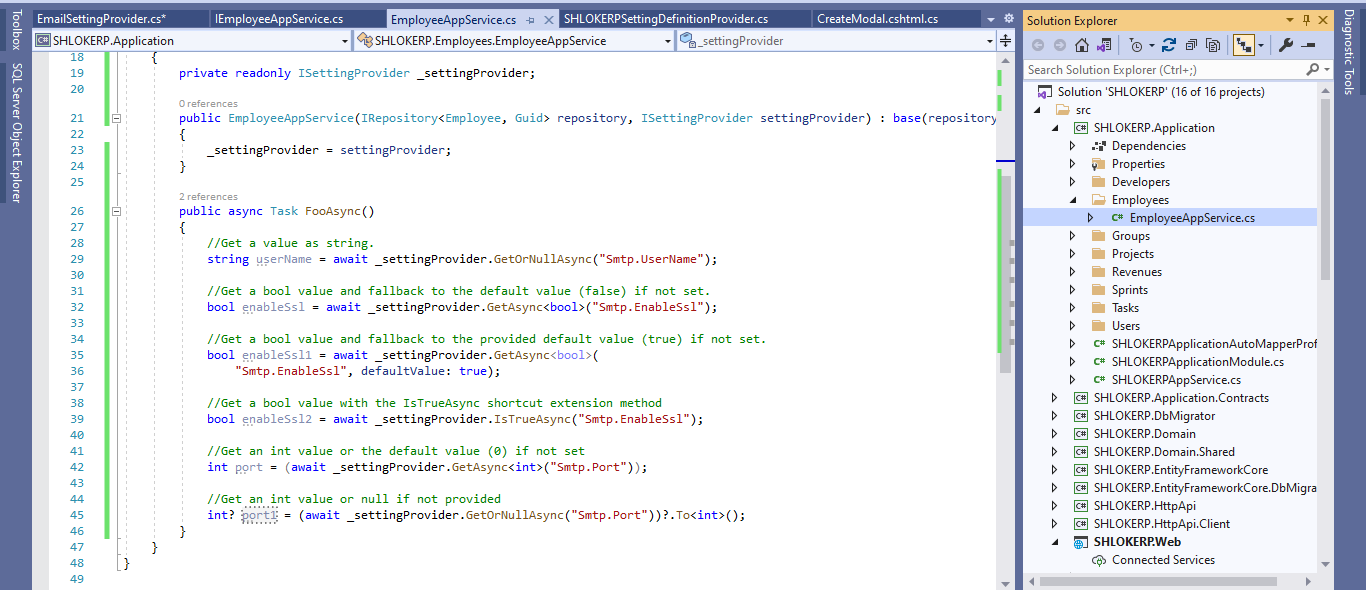 EmailSettingProvider.cs*
IEmployeeAppService.cs
EmployeeAppService.cs
SHLOKERPSettingDefinitionProvider.cs
CreateModal.cshtml.cs
SHLOKERP.Application
SHLOKERP.Employees.EmployeeAppService
_settingProvider
Toolbox
SQL Server Object Explorer
18 {
19 private readonly ISettingProvider _settingProvider;
20
0 references
21 public EmployeeAppService(IRepository<Employee, Guid> repository, ISettingProvider settingProvider) : base(repository
22 {
23 _settingProvider = settingProvider;
24 }
25
2 references
26 public async Task FooAsync()
27 {
28 //Get a value as string.
29 string userName = await _settingProvider.GetOrNullAsync("Smtp.UserName");
30
31 //Get a bool value and fallback to the default value (false) if not set.
32 bool enableSsl = await _settingProvider.GetAsync<bool>("Smtp.EnableSsl");
33
34 //Get a bool value and fallback to the provided default value (true) if not set.
35 bool enableSsl1 = await _settingProvider.GetAsync<bool>(
36 "Smtp.EnableSsl", defaultValue: true);
37
38 //Get a bool value with the IsTrueAsync shortcut extension method
39 bool enableSsl2 = await _settingProvider.IsTrueAsync("Smtp.EnableSsl");
40
41 //Get an int value or the default value (0) if not set
42 int port = (await _settingProvider.GetAsync<int>("Smtp.Port"));
43
44 //Get an int value or null if not provided
45 int? port1 = (await _settingProvider.GetOrNullAsync("Smtp.Port"))?.To<int>();
46 }
47 }
48 }
49
Solution Explorer
Search Solution Explorer (Ctrl+;)
Solution 'SHLOKERP' (16 of 16 projects)
src
C# SHLOKERP.Application
Dependencies
Properties
Developers
Employees
C# EmployeeAppService.cs
Groups
Projects
Revenues
Sprints
Tasks
Users
C# SHLOKERPApplicationAutoMapperProf
C# SHLOKERPApplicationModule.cs
C# SHLOKERPAppService.cs
C# SHLOKERP.Application.Contracts
C# SHLOKERP.DbMigrator
C# SHLOKERP.Domain
C# SHLOKERP.Domain.Shared
C# SHLOKERP.EntityFrameworkCore
C# SHLOKERP.EntityFrameworkCore.DbMigra
C# SHLOKERP.HttpApi
C# SHLOKERP.HttpApi.Client
SHLOKERP.Web
Connected Services
Diagnostic Tools